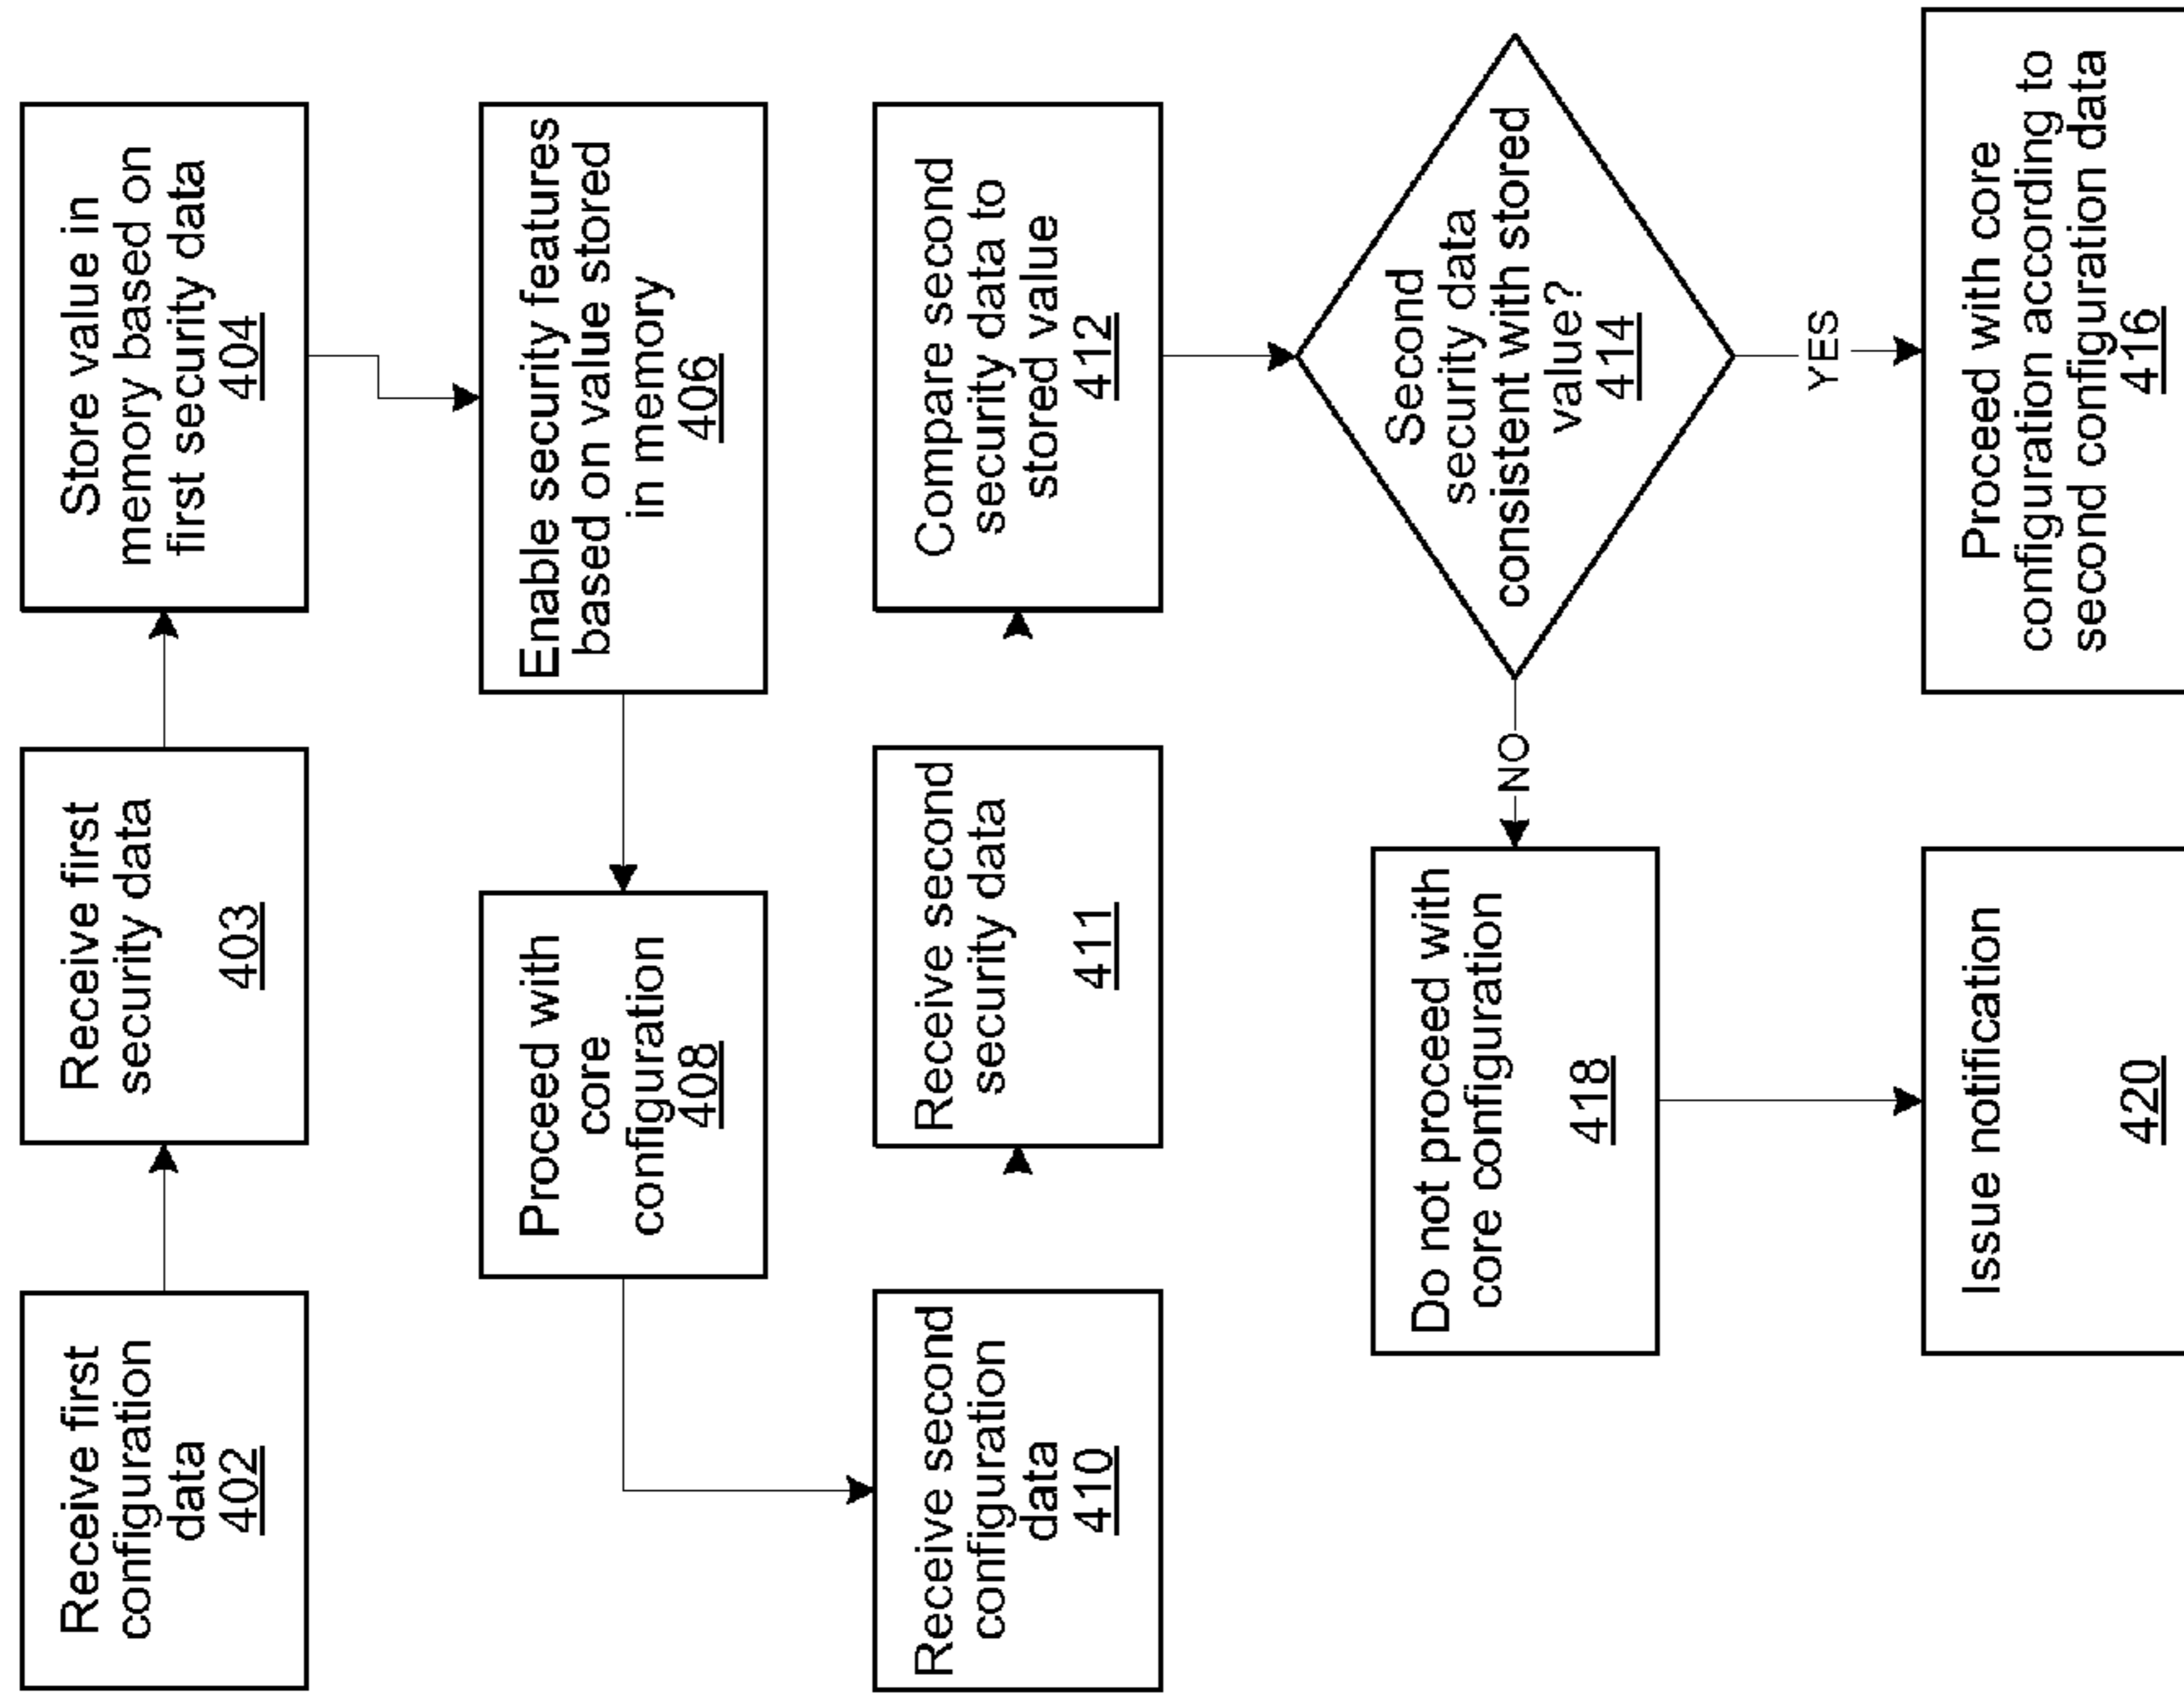 Receive first
configuration
data
402
Receive first
security data
403
Store value in
memory based on
first security data
404
Enable security features
based on value stored
in memory
406
Proceed with
core
configuration
408
Receive second
configuration
data
410
Receive second
security data
411
Compare second
security data to
stored value
412
Second
security data
consistent with stored
value?
414
NO
YES
Do not proceed with
core configuration
418
Proceed with core
configuration according to
second configuration data
416
Issue notification
420